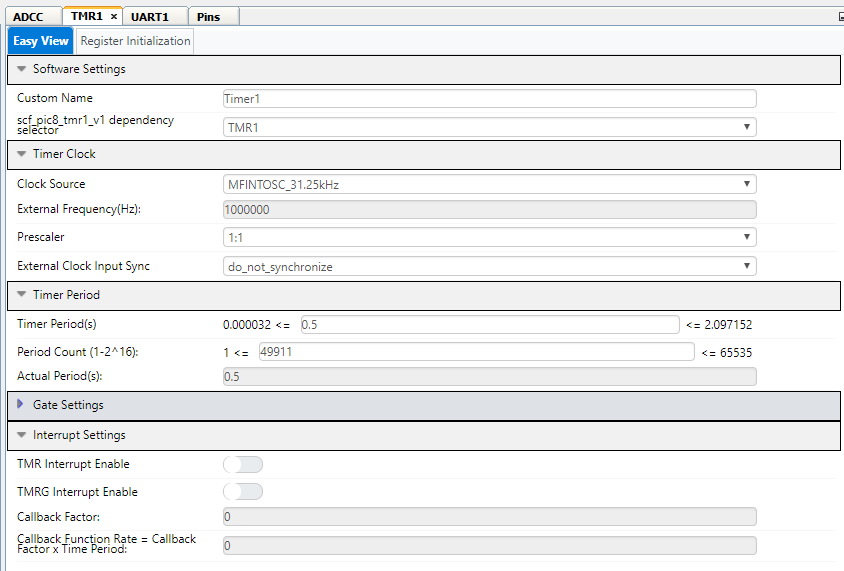 ADCC TMR1 × UART1 Pins
Easy View Register Initialization
Software Settings
Custom Name Timer1
scf_pic8_tmr1_v1 dependency
selector TMR1
Timer Clock
Clock Source MFINTOSC_31.25kHz
External Frequency(Hz): 1000000
Prescaler 1:1
External Clock Input Sync do_not_synchronize
Timer Period
Timer Period(s) 0.000032 <= 0.5 <= 2.097152
Period Count (1-2^16): 1 <= 49911 <= 65535
Actual Period(s): 0.5
Gate Settings
Interrupt Settings
TMR Interrupt Enable
TMRG Interrupt Enable
Callback Factor: 0
Callback Function Rate = Callback
Factor x Time Period: 0